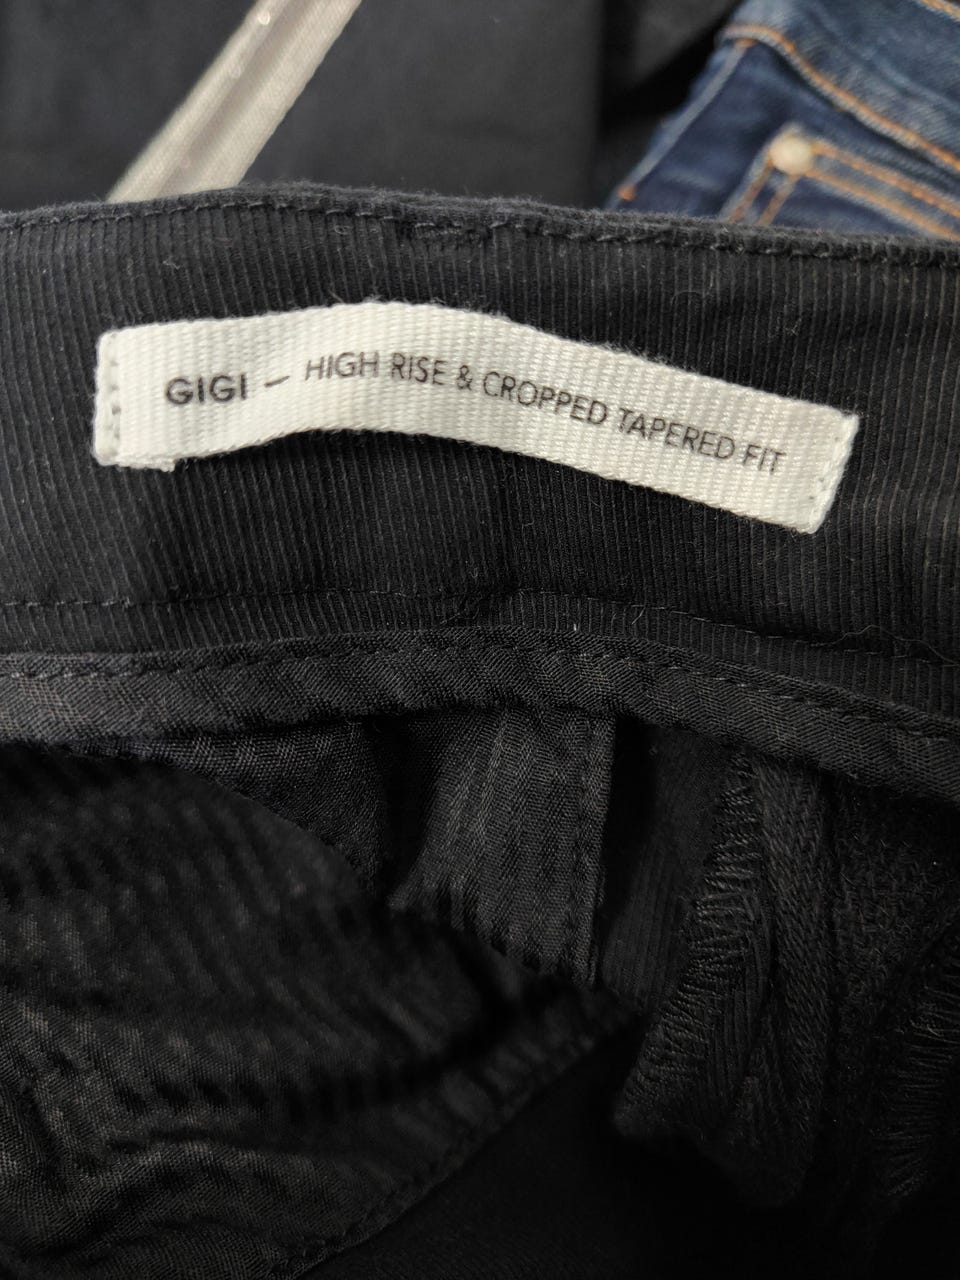 GIGI – HIGH RISE & CROPPED TAPERED FIT